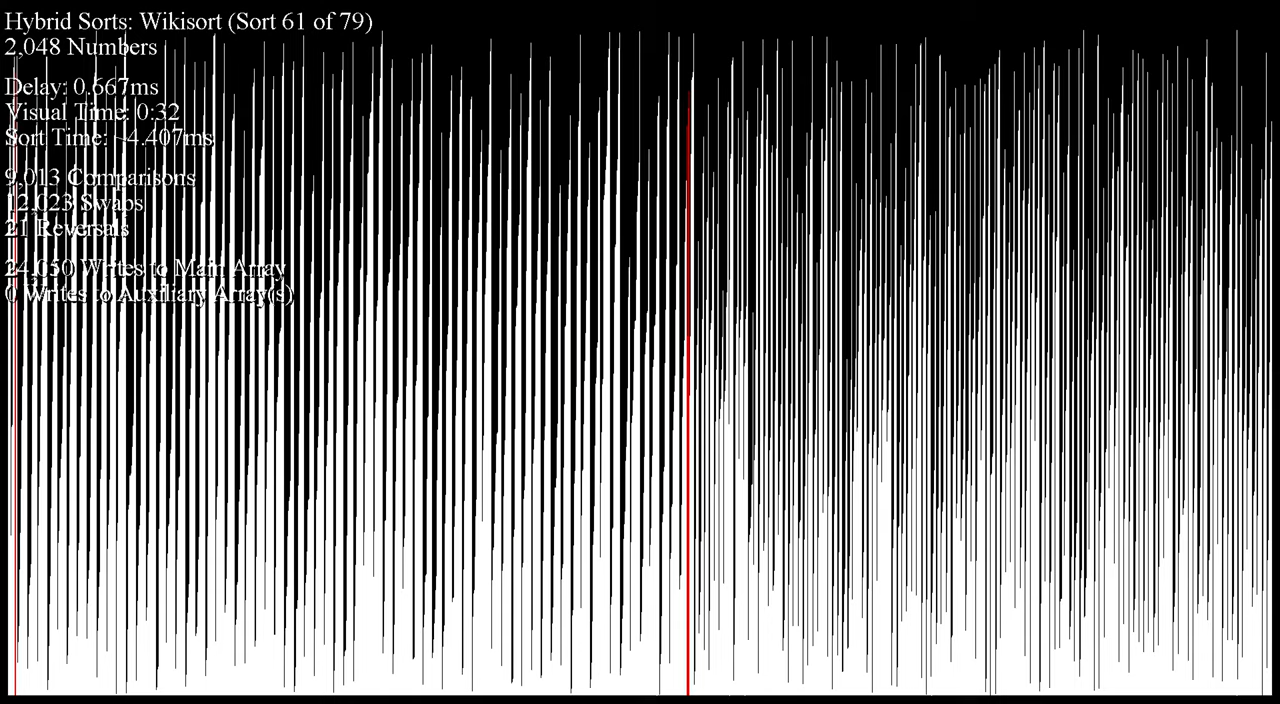 Hybrid Sorts: Wikisort (Sort 61 of 79)
2,048 Numbers
Delay: 0.667ms
Visual Time: 0:32
Sort Time: ~4.407ms
9,013 Comparisons
12,023 Swaps
21 Reversals
24,050 Writes to Main Array
0 Writes to Auxiliary Array(s)